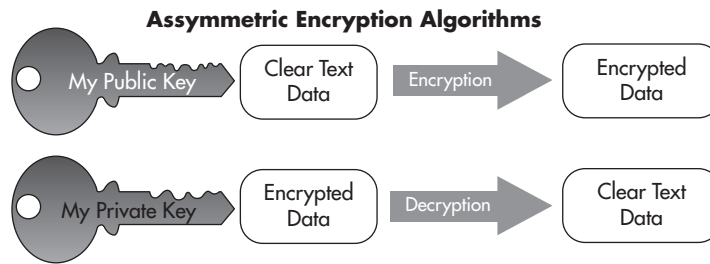 Assymmetric Encryption Algorithms
My Public Key
Clear Text
Data
Encryption
Encrypted
Data
My Private Key
Encrypted
Data
Decryption
Clear Text
Data